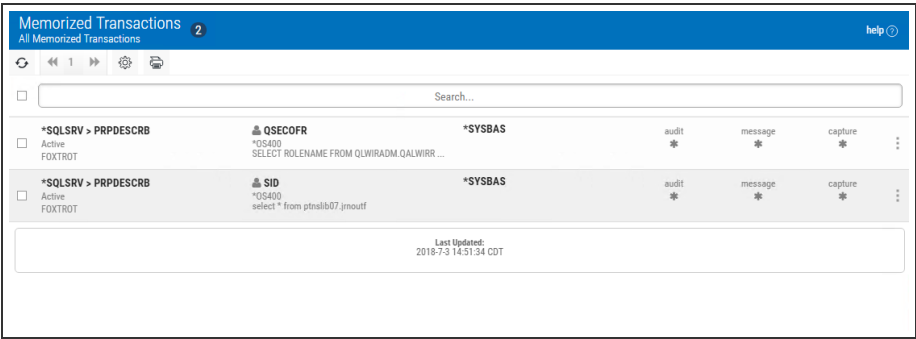 Memorized Transactions 2
All Memorized Transactions
help ?
1
Search...
*SQLSRV > PRPDESCRB QSECOFR *SYSBAS audit message capture
Active *OS400 * * *
FOXTROT SELECT ROLENAME FROM QLWIRADM.QALWIRR ...
*SQLSRV > PRPDESCRB SID *SYSBAS audit message capture
Active *OS400 * * *
FOXTROT select * from ptnslib07.jrnoutf
Last Updated:
2018-7-3 14:51:34 CDT